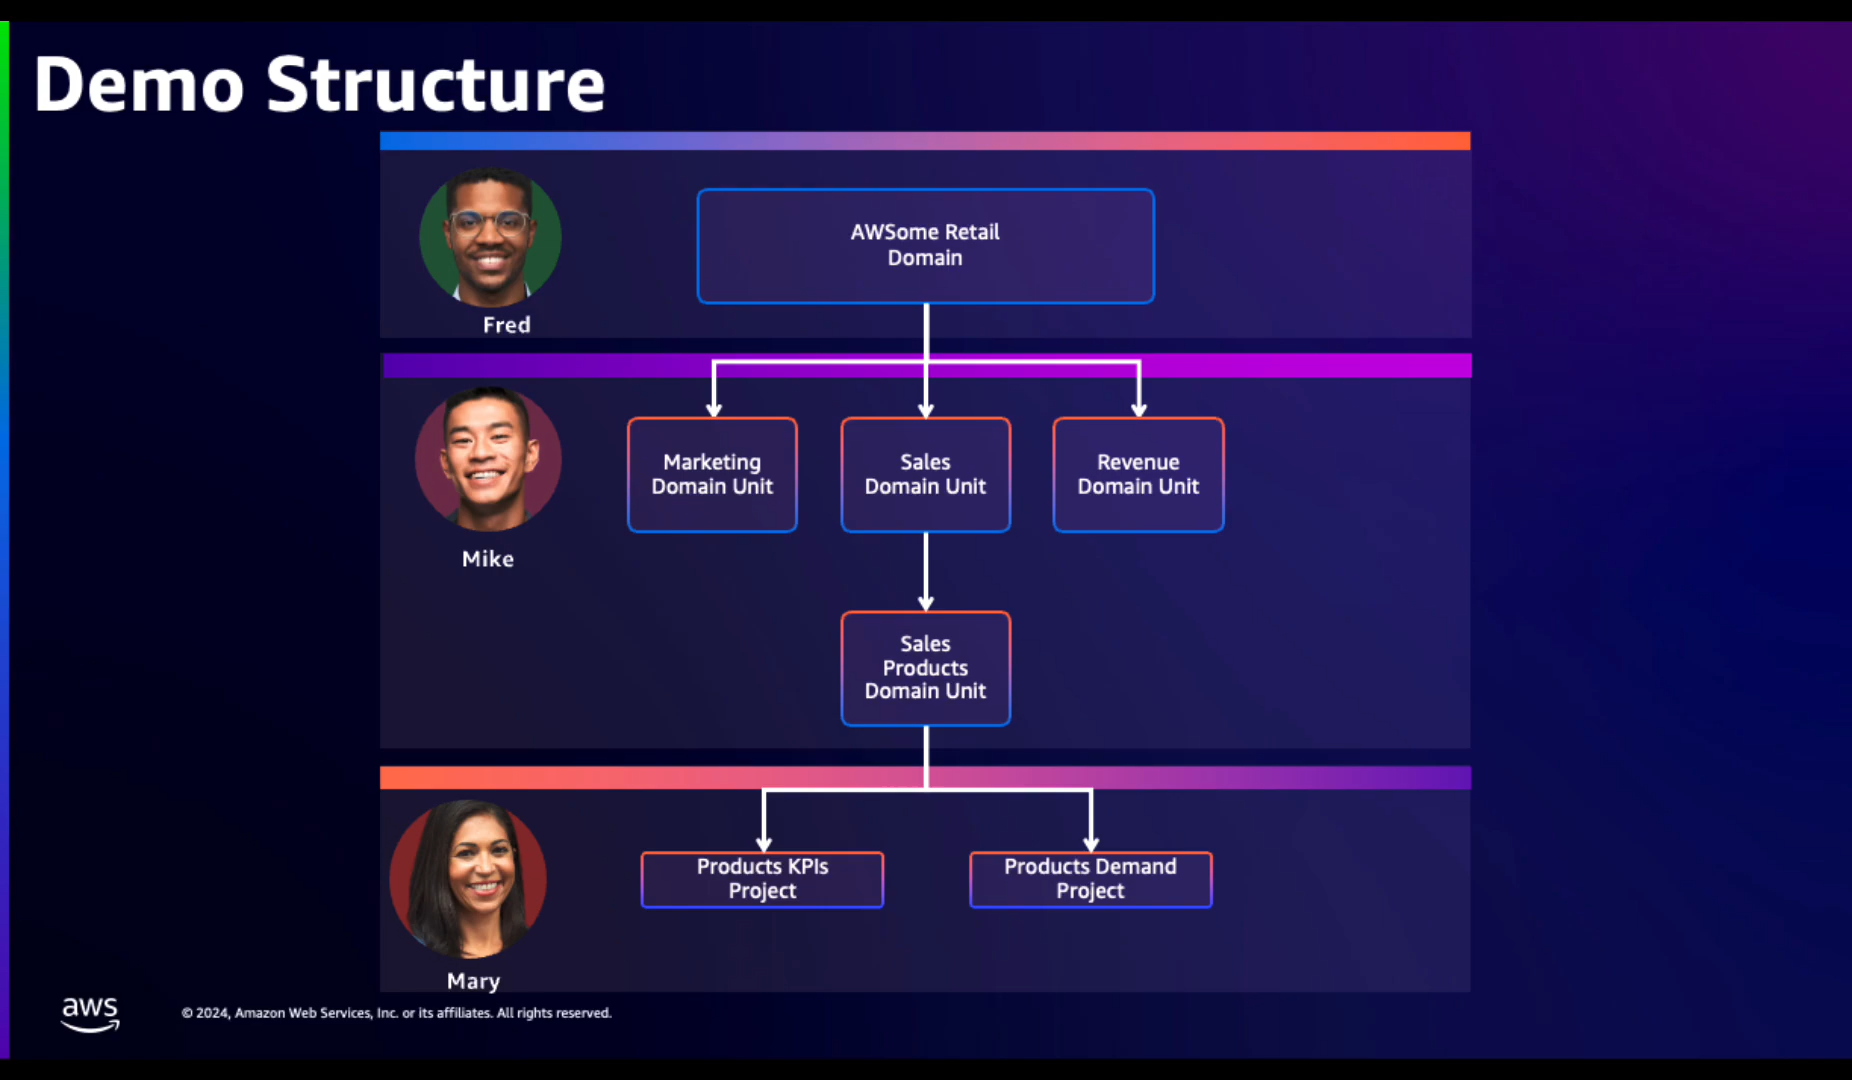 Demo Structure
AWSome Retail
Domain
Fred
Marketing
Domain Unit
Sales
Domain Unit
Revenue
Domain Unit
Mike
Sales
Products
Domain Unit
Products KPIs
Project
Products Demand
Project
Mary
aws
© 2024, Amazon Web Services, Inc. or its affiliates. All rights reserved.